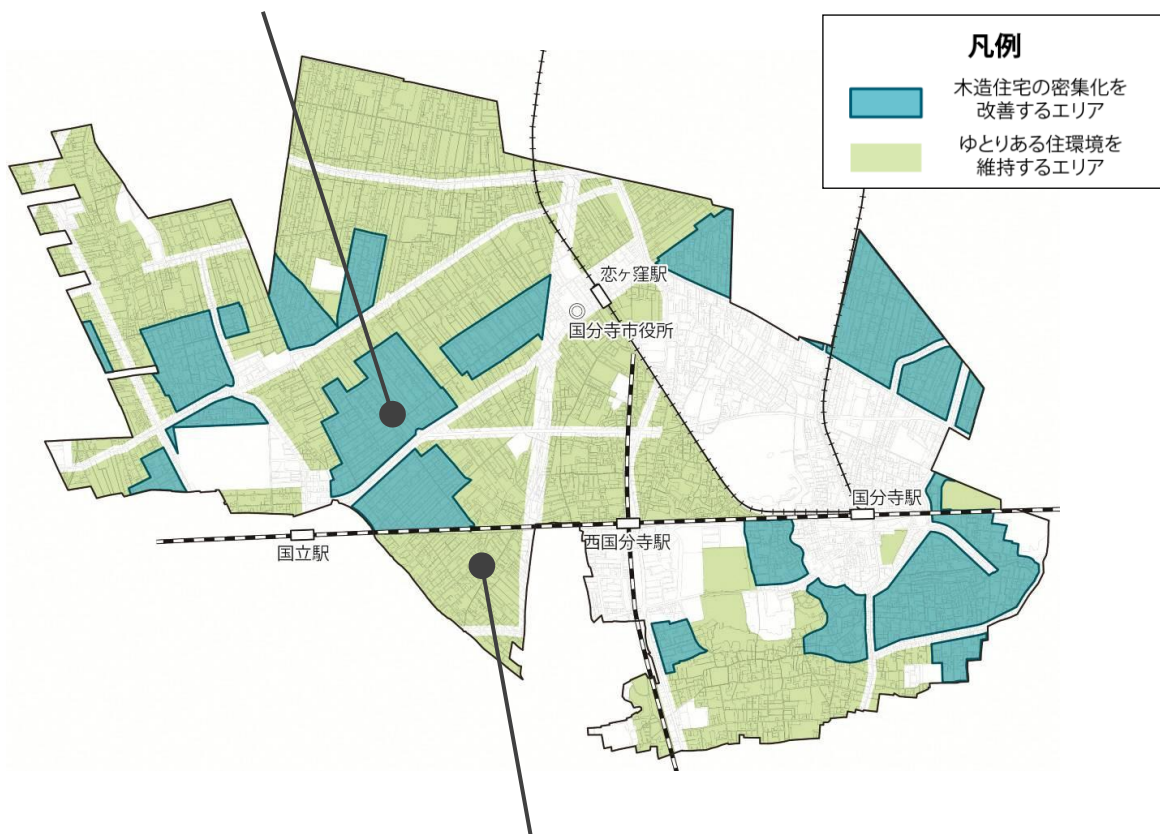 凡例
木造住宅の密集化を
改善するエリア
ゆとりある住環境を
維持するエリア
恋ヶ窪駅
◎
国分寺市役所
国分寺駅
西国分寺駅
国立駅